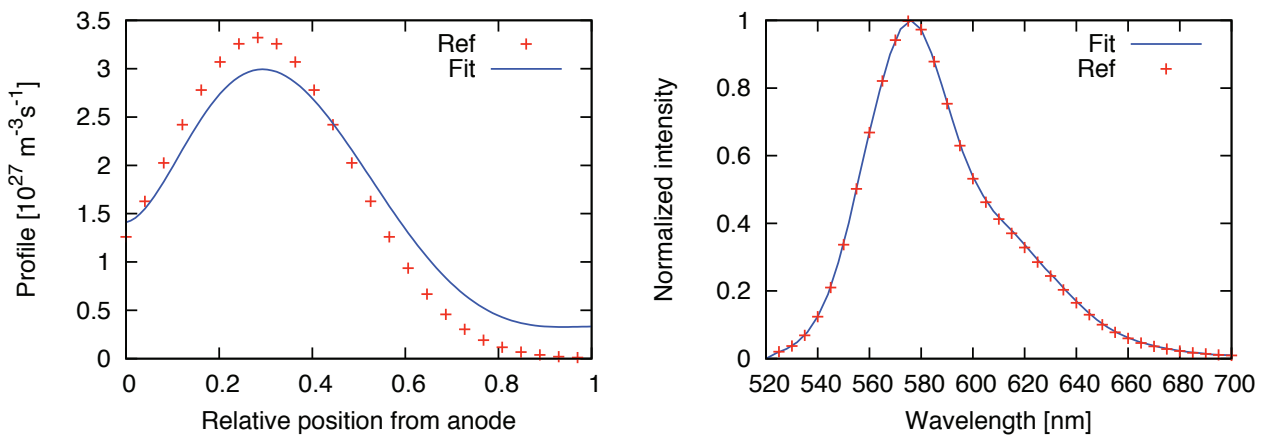 Profile [10^27 m^-3 s^-1]
3.5
3
2.5
2
1.5
1
0.5
0
Ref
Fit
0 0.2 0.4 0.6 0.8 1
Relative position from anode
Normalized intensity
1
0.8
0.6
0.4
0.2
0
Fit
Ref
520 540 560 580 600 620 640 660 680 700
Wavelength [nm]